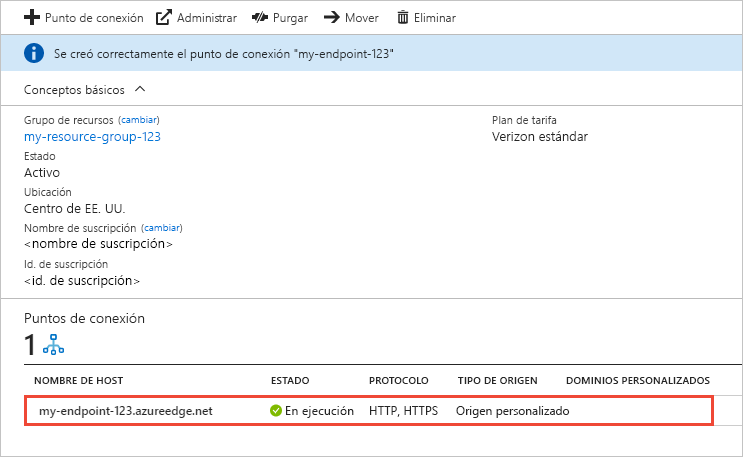 Punto de conexión Administrar Purgar Mover Eliminar
Se creó correctamente el punto de conexión "my-endpoint-123"
Conceptos básicos
Grupo de recursos (cambiar) Plan de tarifa
my-resource-group-123 Verizon estándar
Estado
Activo
Ubicación
Centro de EE. UU.
Nombre de suscripción (cambiar)
<nombre de suscripción>
Id. de suscripción
<id. de suscripción>
Puntos de conexión
1
NOMBRE DE HOST ESTADO PROTOCOLO TIPO DE ORIGEN DOMINIOS PERSONALIZADOS
my-endpoint-123.azureedge.net En ejecución HTTP, HTTPS Origen personalizado